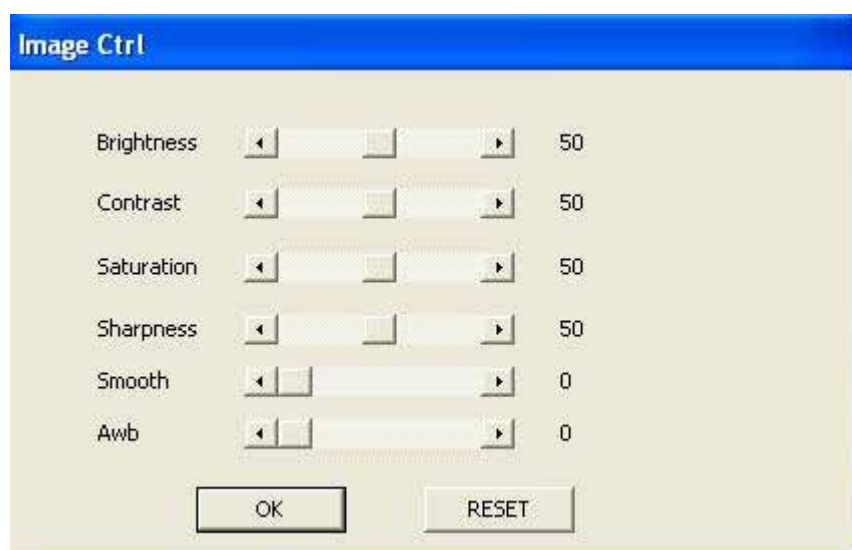 Image Ctrl
Brightness 50
Contrast 50
Saturation 50
Sharpness 50
Smooth 0
Awb 0
OK RESET